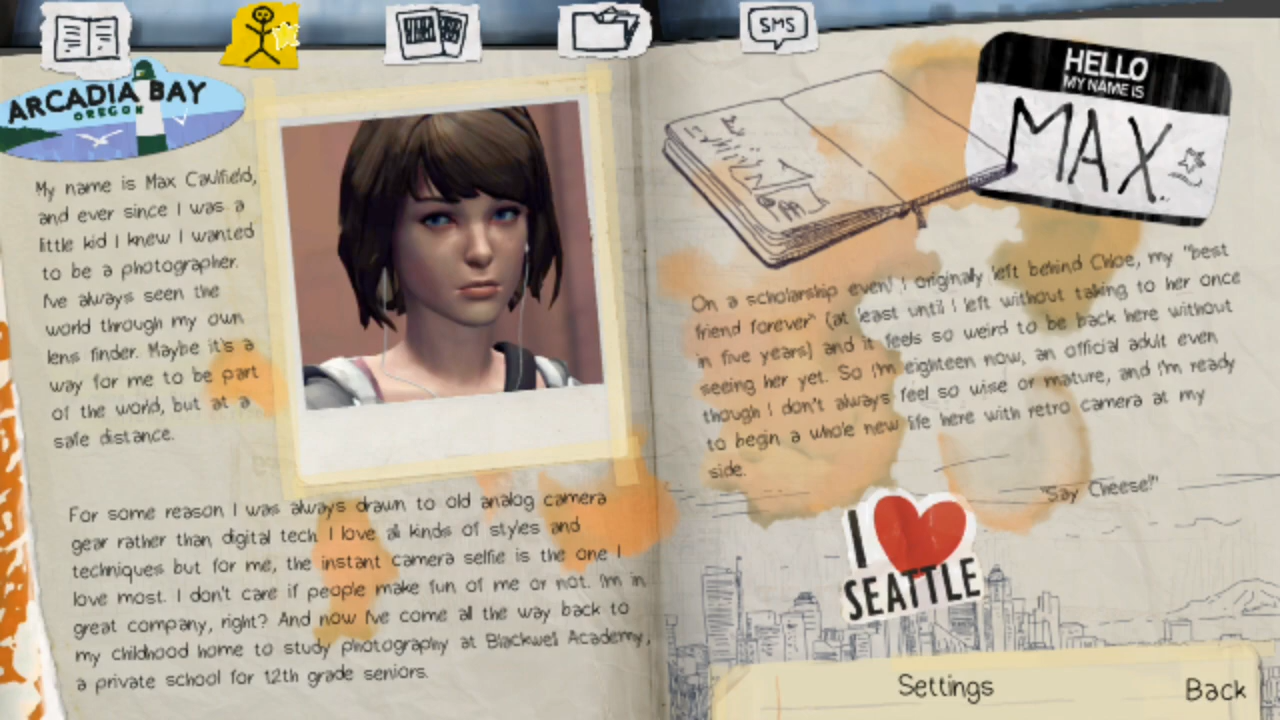 SMS
ARCADIA BAY
OREGON
HELLO
MY NAME IS
MAX.
My name is Max Caulfield,
and ever since I was a
little kid I knew I wanted
to be a photographer.
I've always seen the
world through my own
lens finder. Maybe it's a
way for me to be part
of the world, but at a
safe distance.
For some reason I was always drawn to old analog camera
gear rather than digital tech. I love all kinds of styles and
techniques but for me, the instant camera selfie is the one I
love most. I don't care if people make fun of me or not. I'm in
great company, right? And now I've come all the way back to
my childhood home to study photography at Blackwell Academy,
a private school for 12th grade seniors.
On a scholarship even! I originally left behind Chloe, my "best
friend forever" (at least until I left without taking to her once
in five years) and it feels so weird to be back here without
seeing her yet. So I'm eighteen now, an official adult even
though I don't always feel so wise or mature, and I'm ready
to begin a whole new life here with retro camera at my
side.
"Say Cheese!"
I
SEATTLE
Settings
Back